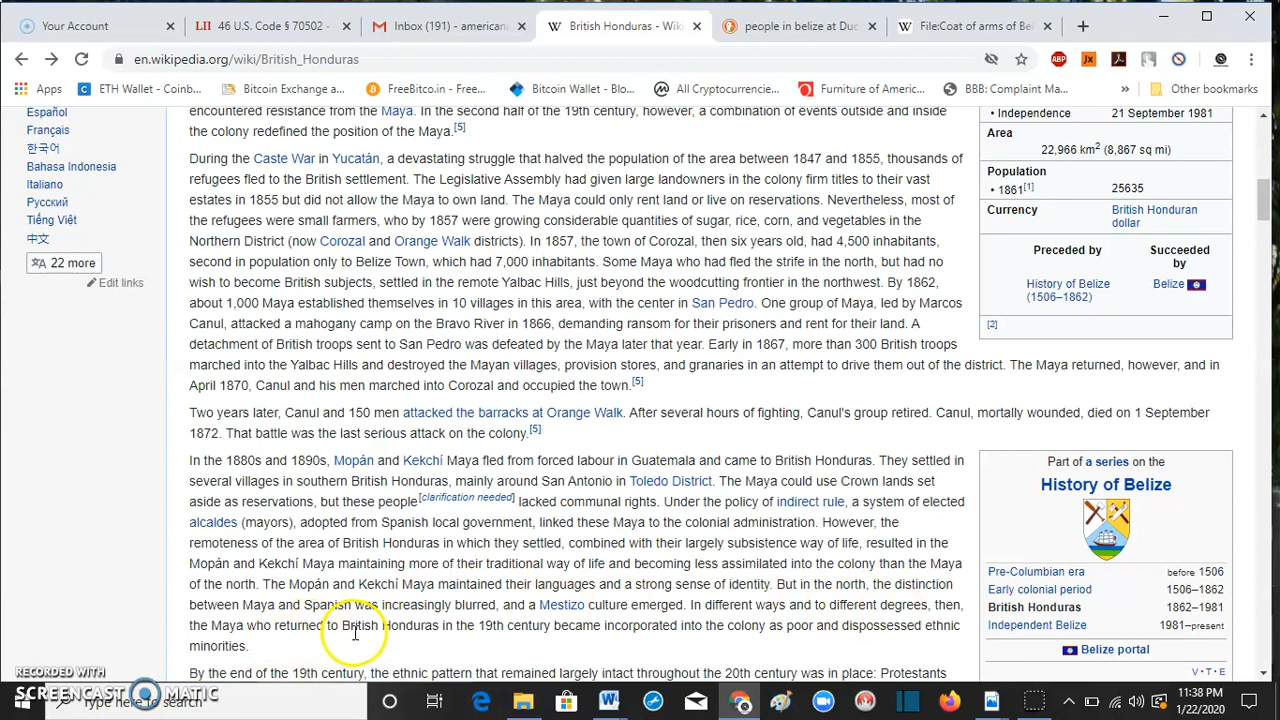 Your Account
46 U.S. Code § 70502 -
Inbox (191) - american
British Honduras - Wiki
people in belize at Duc
File:Coat of arms of Be
en.wikipedia.org/wiki/British_Honduras
Apps
ETH Wallet - Coinb...
Bitcoin Exchange a...
FreeBitco.in - Free...
Bitcoin Wallet - Blo...
All Cryptocurrencie...
Furniture of Americ...
BBB: Complaint Ma...
Other bookmarks
Español
Français
한국어
Bahasa Indonesia
Italiano
Русский
Tiếng Việt
中文
22 more
Edit links
encountered resistance from the Maya. In the second half of the 19th century, however, a combination of events outside and inside
the colony redefined the position of the Maya.[5]
During the Caste War in Yucatán, a devastating struggle that halved the population of the area between 1847 and 1855, thousands of
refugees fled to the British settlement. The Legislative Assembly had given large landowners in the colony firm titles to their vast
estates in 1855 but did not allow the Maya to own land. The Maya could only rent land or live on reservations. Nevertheless, most of
the refugees were small farmers, who by 1857 were growing considerable quantities of sugar, rice, corn, and vegetables in the
Northern District (now Corozal and Orange Walk districts). In 1857, the town of Corozal, then six years old, had 4,500 inhabitants,
second in population only to Belize Town, which had 7,000 inhabitants. Some Maya who had fled the strife in the north, but had no
wish to become British subjects, settled in the remote Yalbac Hills, just beyond the woodcutting frontier in the northwest. By 1862,
about 1,000 Maya established themselves in 10 villages in this area, with the center in San Pedro. One group of Maya, led by Marcos
Canul, attacked a mahogany camp on the Bravo River in 1866, demanding ransom for their prisoners and rent for their land. A
detachment of British troops sent to San Pedro was defeated by the Maya later that year. Early in 1867, more than 300 British troops
marched into the Yalbac Hills and destroyed the Mayan villages, provision stores, and granaries in an attempt to drive them out of the district. The Maya returned, however, and in
April 1870, Canul and his men marched into Corozal and occupied the town.[5]
Two years later, Canul and 150 men attacked the barracks at Orange Walk. After several hours of fighting, Canul's group retired. Canul, mortally wounded, died on 1 September
1872. That battle was the last serious attack on the colony.[5]
In the 1880s and 1890s, Mopán and Kekchí Maya fled from forced labour in Guatemala and came to British Honduras. They settled in
several villages in southern British Honduras, mainly around San Antonio in Toledo District. The Maya could use Crown lands set
aside as reservations, but these people[clarification needed] lacked communal rights. Under the policy of indirect rule, a system of elected
alcaldes (mayors), adopted from Spanish local government, linked these Maya to the colonial administration. However, the
remoteness of the area of British Honduras in which they settled, combined with their largely subsistence way of life, resulted in the
Mopán and Kekchí Maya maintaining more of their traditional way of life and becoming less assimilated into the colony than the Maya
of the north. The Mopán and Kekchí Maya maintained their languages and a strong sense of identity. But in the north, the distinction
between Maya and Spanish was increasingly blurred, and a Mestizo culture emerged. In different ways and to different degrees, then,
the Maya who returned to British Honduras in the 19th century became incorporated into the colony as poor and dispossessed ethnic
minorities.
By the end of the 19th century, the ethnic pattern that remained largely intact throughout the 20th century was in place: Protestants
• Independence 21 September 1981
Area
22,966 km2 (8,867 sq mi)
Population
• 1861[1] 25635
Currency British Honduran
dollar
Preceded by Succeeded
by
History of Belize Belize
(1506–1862)
[2]
Part of a series on the
History of Belize
Pre-Columbian era before 1506
Early colonial period 1506–1862
British Honduras 1862–1981
Independent Belize 1981–present
Belize portal
V · T · E
RECORDED WITH
SCREENCAST MATIC
Type here to search
11:38 PM
1/22/2020